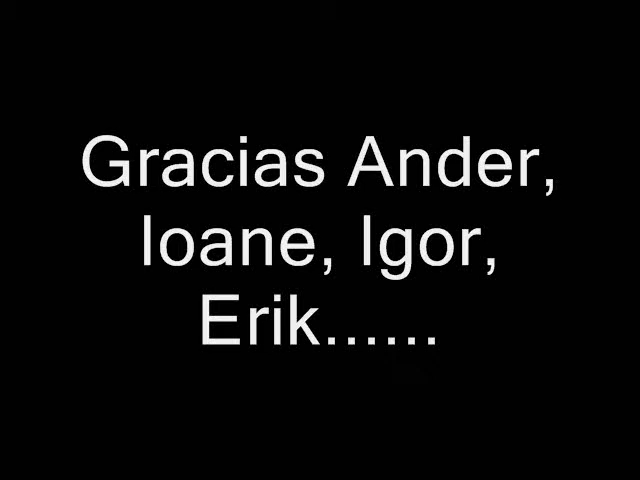 Gracias Ander,
Ioane, Igor,
Erik......